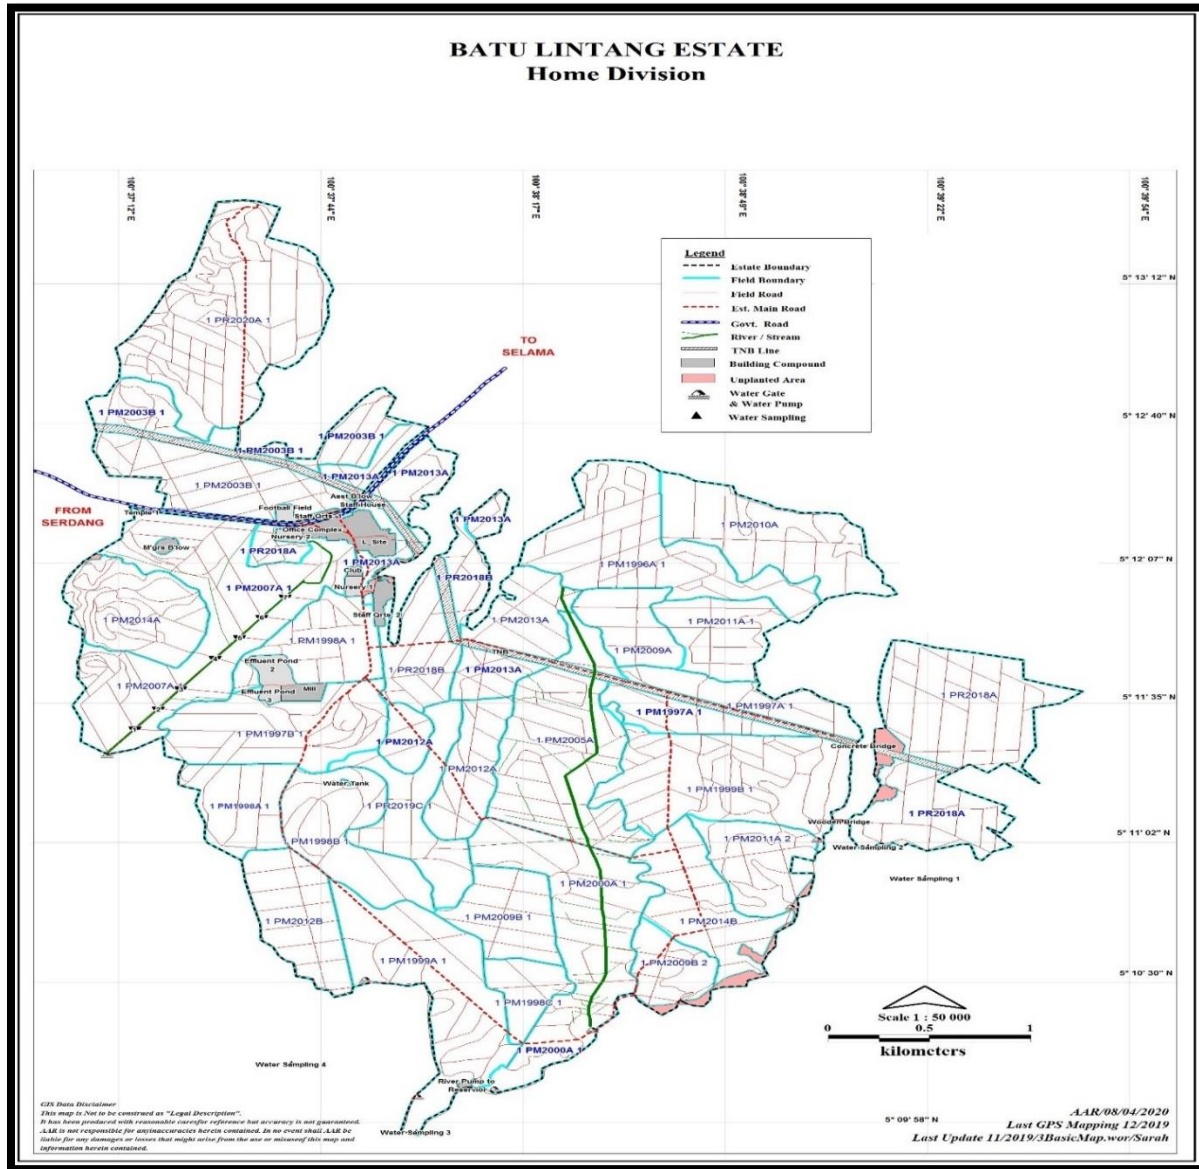 BATU LINTANG ESTATE
Home Division
100° 37' 12" E
100° 37' 44" E
100° 38' 17" E
100° 38' 49" E
100° 39' 22" E
100° 39' 54" E
Legend
Estate Boundary
Field Boundary
Field Road
Est. Main Road
Govt. Road
River / Stream
TNB Line
Building Compound
Unplanted Area
Water Gate
& Water Pump
Water Sampling
5° 13' 12" N
5° 12' 40" N
5° 12' 07" N
5° 11' 35" N
5° 11' 02" N
5° 10' 30" N
5° 09' 58" N
1 PR2020A 1
TO
SELAMA
1 PM2003B 1
1 PM2003B 1
1 PM2003B 1
1 PM2013A
1 PM2013A
1 PM2003B 1
Asst B'low
Staff House
FROM
SERDANG
Temple 1
Football Field
Staff Qrts
Office Complex
Nursery-2
L_Site
1 PM2013A
1 PM2010A
M'grs B'low
1 PR2018A
1 PM2013A
Club
1 PM1996A 1
1 PM2007A 1
Nursery-1
1 PR2018B
Staff Qrts 2
1 PM2014A
1 PM2013A
1 PM2011A 1
1 PM1998A 1
1 PM2009A
TNB
Effluent Pond
2
1 PR2018B
1 PM2013A
1 PM2007A
Effluent Pond
Mill
1 PR2018A
1 PM1997A 1
1 PM1997A 1
1 PM1997B 1
1 PM2012A
1 PM2005A
Concrete Bridge
1 PM2012A
Water Tank
1 PM1999B 1
1 PM1998A 1
1 PR2019C 1
1 PR2018A
Wooden Bridge
1 PM1998B 1
1 PM2011A 2
Water Sampling 2
Water Sampling 1
1 PM2000A 1
1 PM2012B
1 PM2009B 1
1 PM2014B
1 PM1999A 1
1 PM2009B 2
1 PM1998C 1
Scale 1 : 50 000
0 0.5 1
kilometers
1 PM2000A 1
Water Sampling 4
River Pump to
Reservoir
Water Sampling 3
GIS Data Disclaimer
This map is Not to be construed as "Legal Description".
It has been produced with reasonable caresfor reference but accuracy is not guaranteed.
AAR is not responsible for anyinaccuracies herein contained. In no event shall AAR be
liable for any damages or losses that might arise from the use or misuseof this map and
information herein contained.
AAR/08/04/2020
Last GPS Mapping 12/2019
Last Update 11/2019/3BasicMap.wor/Sarah